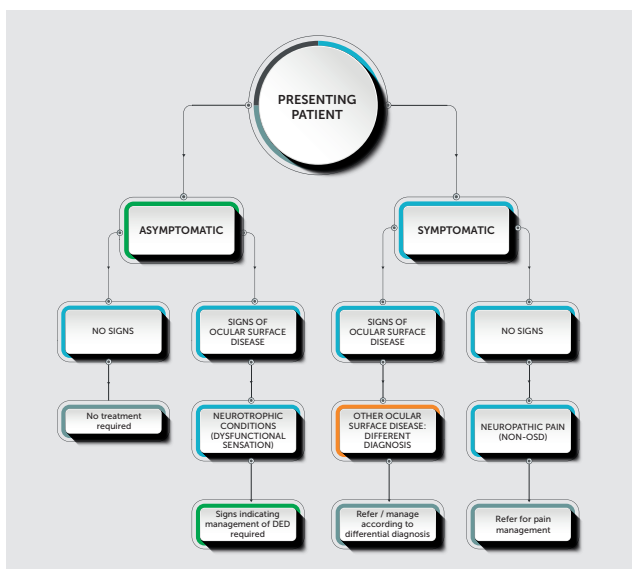 PRESENTING
PATIENT
ASYMPTOMATIC
SYMPTOMATIC
NO SIGNS
SIGNS OF
OCULAR SURFACE
DISEASE
SIGNS OF
OCULAR SURFACE
DISEASE
NO SIGNS
No treatment
required
NEUROTROPHIC
CONDITIONS
(DYSFUNCTIONAL
SENSATION)
OTHER OCULAR
SURFACE DISEASE:
DIFFERENT
DIAGNOSIS
NEUROPATHIC PAIN
(NON-OSD)
Signs indicating
management of DED
required
Refer / manage
according to
differential diagnosis
Refer for pain
management